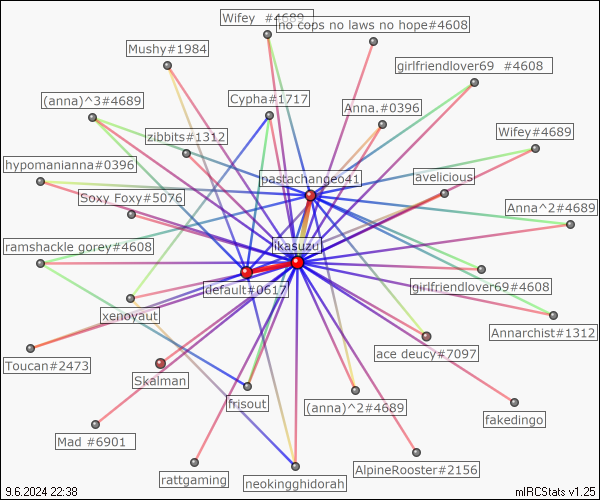 Wifey #4689
no cops no laws no hope#4608
Mushy#1984
girlfriendlover69 #4608
(anna)^3#4689
Cypha#1717
Anna.#0396
zibbits#1312
Wifey#4689
hypomanianna#0396
pastachange641
avelicious
Soxy Foxy#5076
Anna^2#4689
ramshackle gorey#4608
ikasuzu
default#0617
girlfriendlover69#4608
xenoyaut
Annarchist#1312
Toucan#2473
ace deucy#7097
Skalman
frisout
(anna)^2#4689
fakedingo
Mad #6901
rattgaming
neokingghidorah
AlpineRooster#2156
9.6.2024 22:38
mIRCStats v1.25